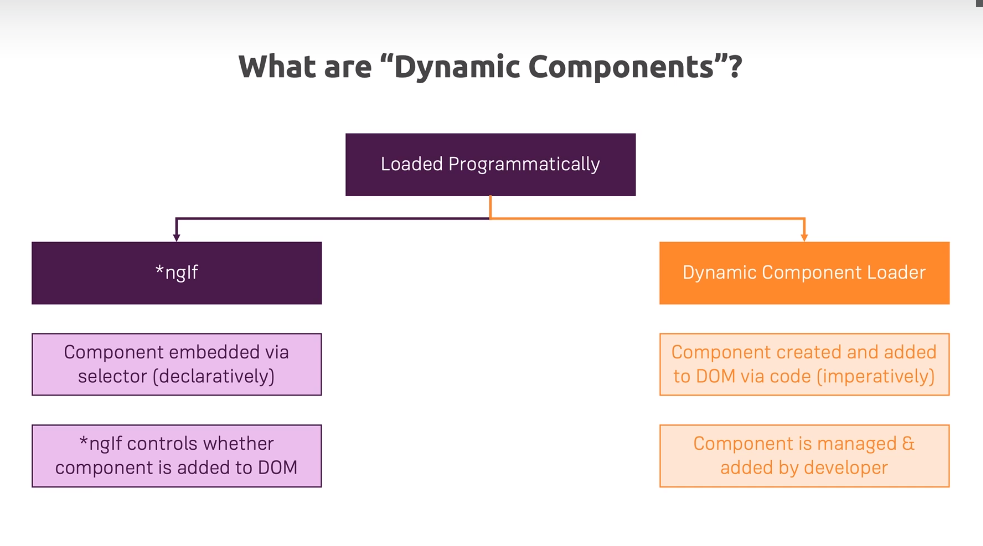 What are “Dynamic Components”?
Loaded Programmatically
*ngIf
Dynamic Component Loader
Component embedded via
selector (declaratively)
Component created and added
to DOM via code (imperatively)
*ngIf controls whether
component is added to DOM
Component is managed &
added by developer